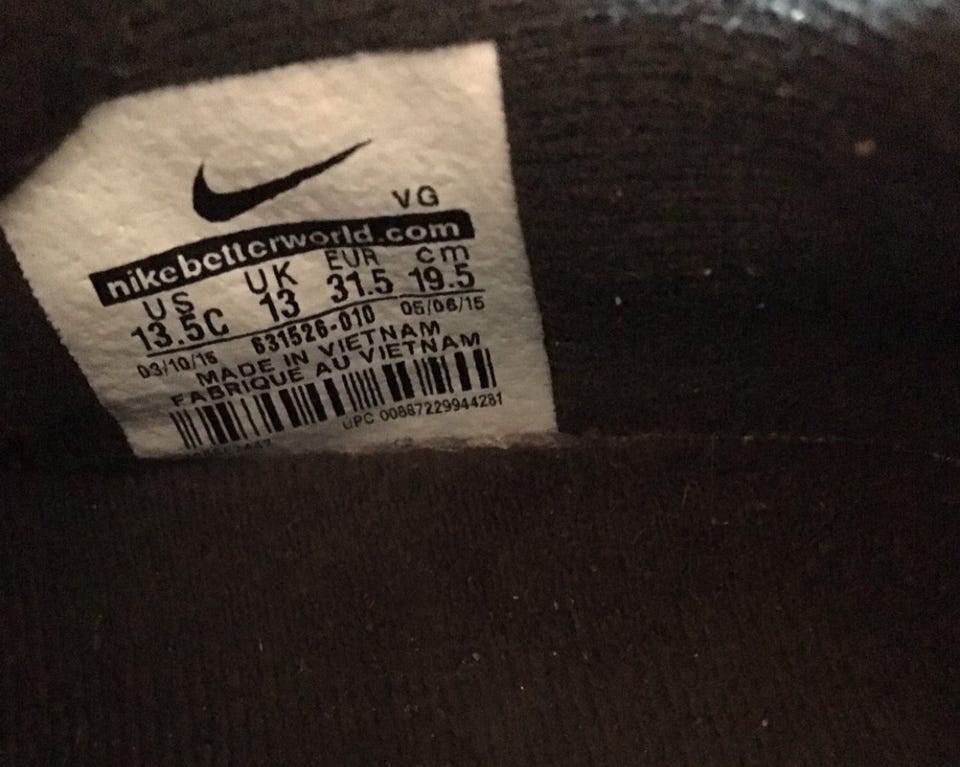 VG
nikebetterworld.com
US UK EUR cm
13.5C 13 31.5 19.5
03/10/15 631526-010 05/06/15
MADE IN VIETNAM
FABRIQUE AU VIETNAM
UPC 00887229944281